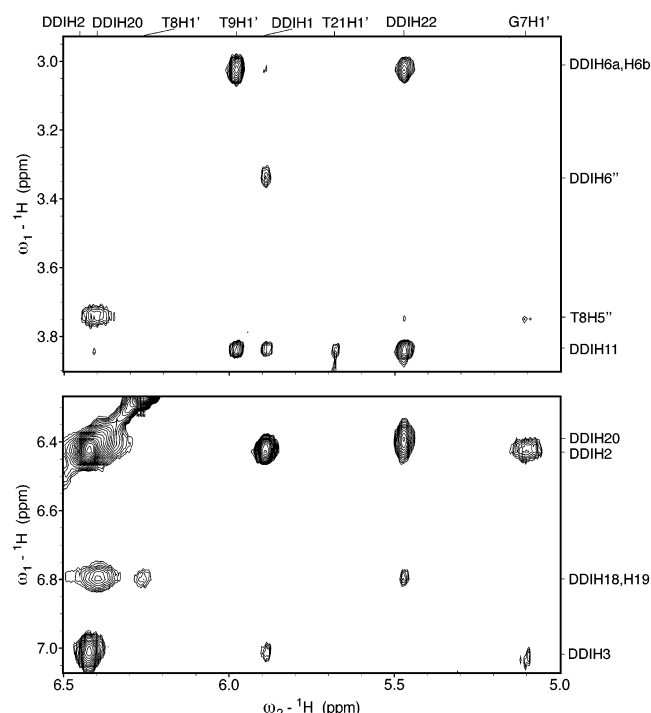 DDIH2 DDIH20 T8H1' T9H1' DDIH1 T21H1' DDIH22 G7H1'
3.0
3.2
3.4
3.6
3.8
ω1 - 1H (ppm)
DDIH6a,H6b
DDIH6"
T8H5"
DDIH11
6.4
6.6
6.8
7.0
ω1 - 1H (ppm)
DDIH20
DDIH2
DDIH18,H19
DDIH3
6.5 6.0 5.5 5.0
ω2 - 1H (ppm)